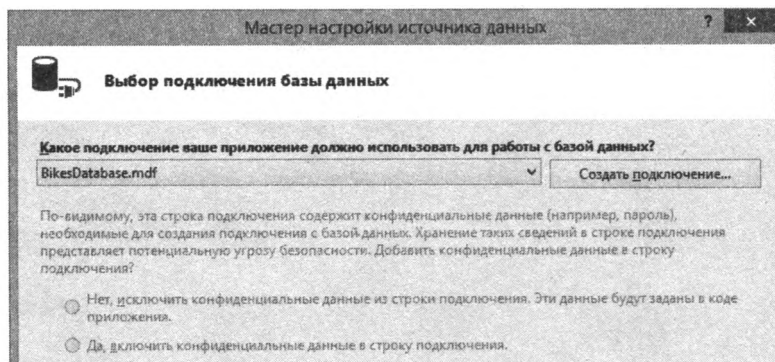 Мастер настройки источника данных
? ×
Выбор подключения базы данных
Какое подключение ваше приложение должно использовать для работы с базой данных?
BikesDatabase.mdf
Создать подключение...
По-видимому, эта строка подключения содержит конфиденциальные данные (например, пароль),
необходимые для создания подключения с базой данных. Хранение таких сведений в строке подключения
представляет потенциальную угрозу безопасности. Добавить конфиденциальные данные в строку
подключения?
Нет, исключить конфиденциальные данные из строки подключения. Эти данные будут заданы в коде
приложения.
Да, включить конфиденциальные данные в строку подключения.